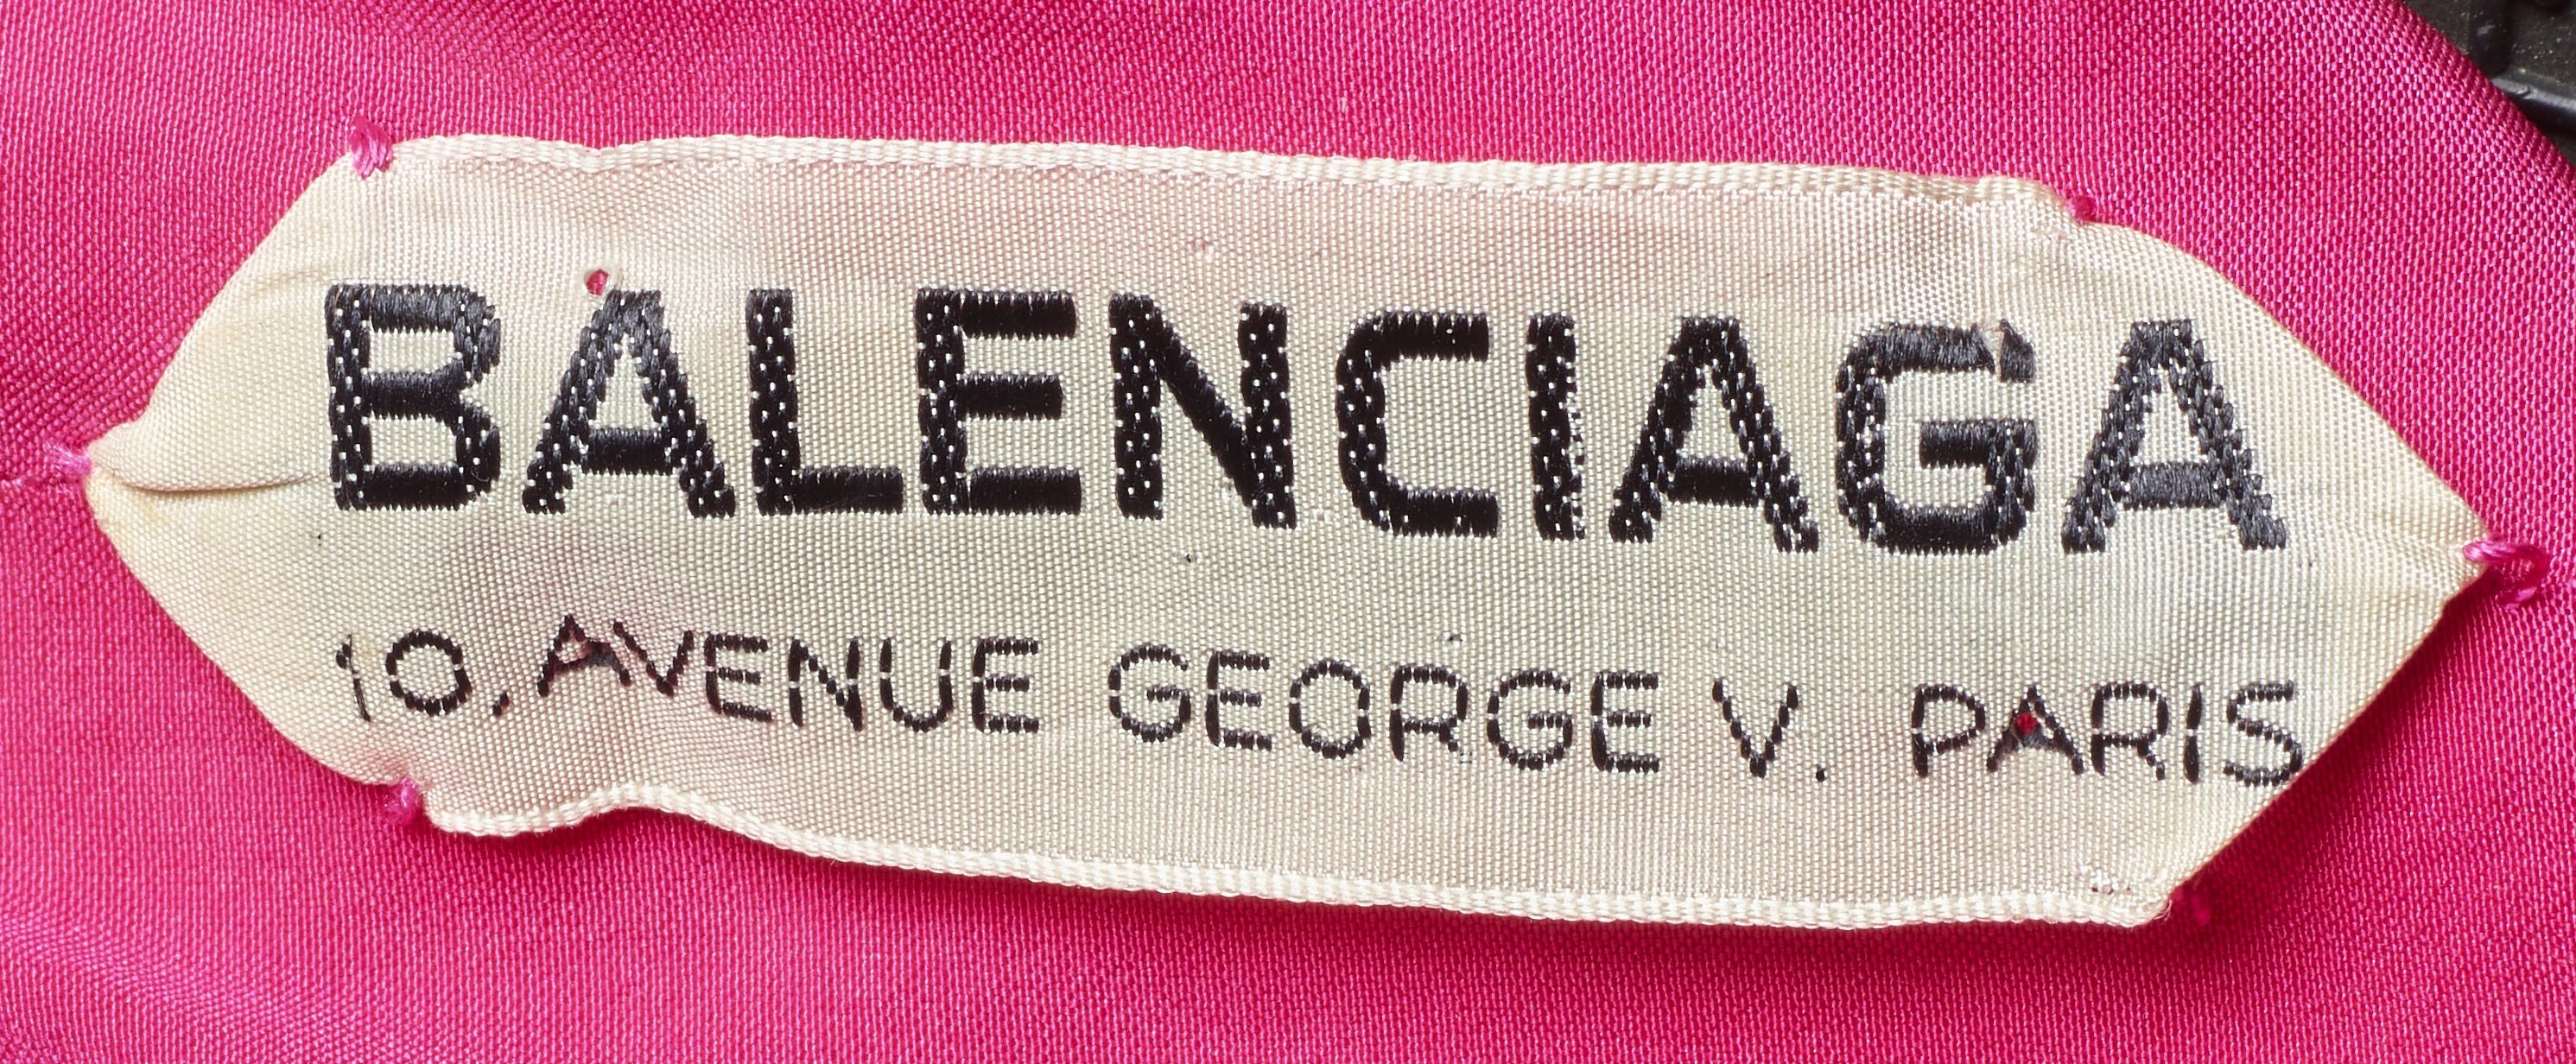 BALENCIAGA
10, AVENUE GEORGE V. PARIS